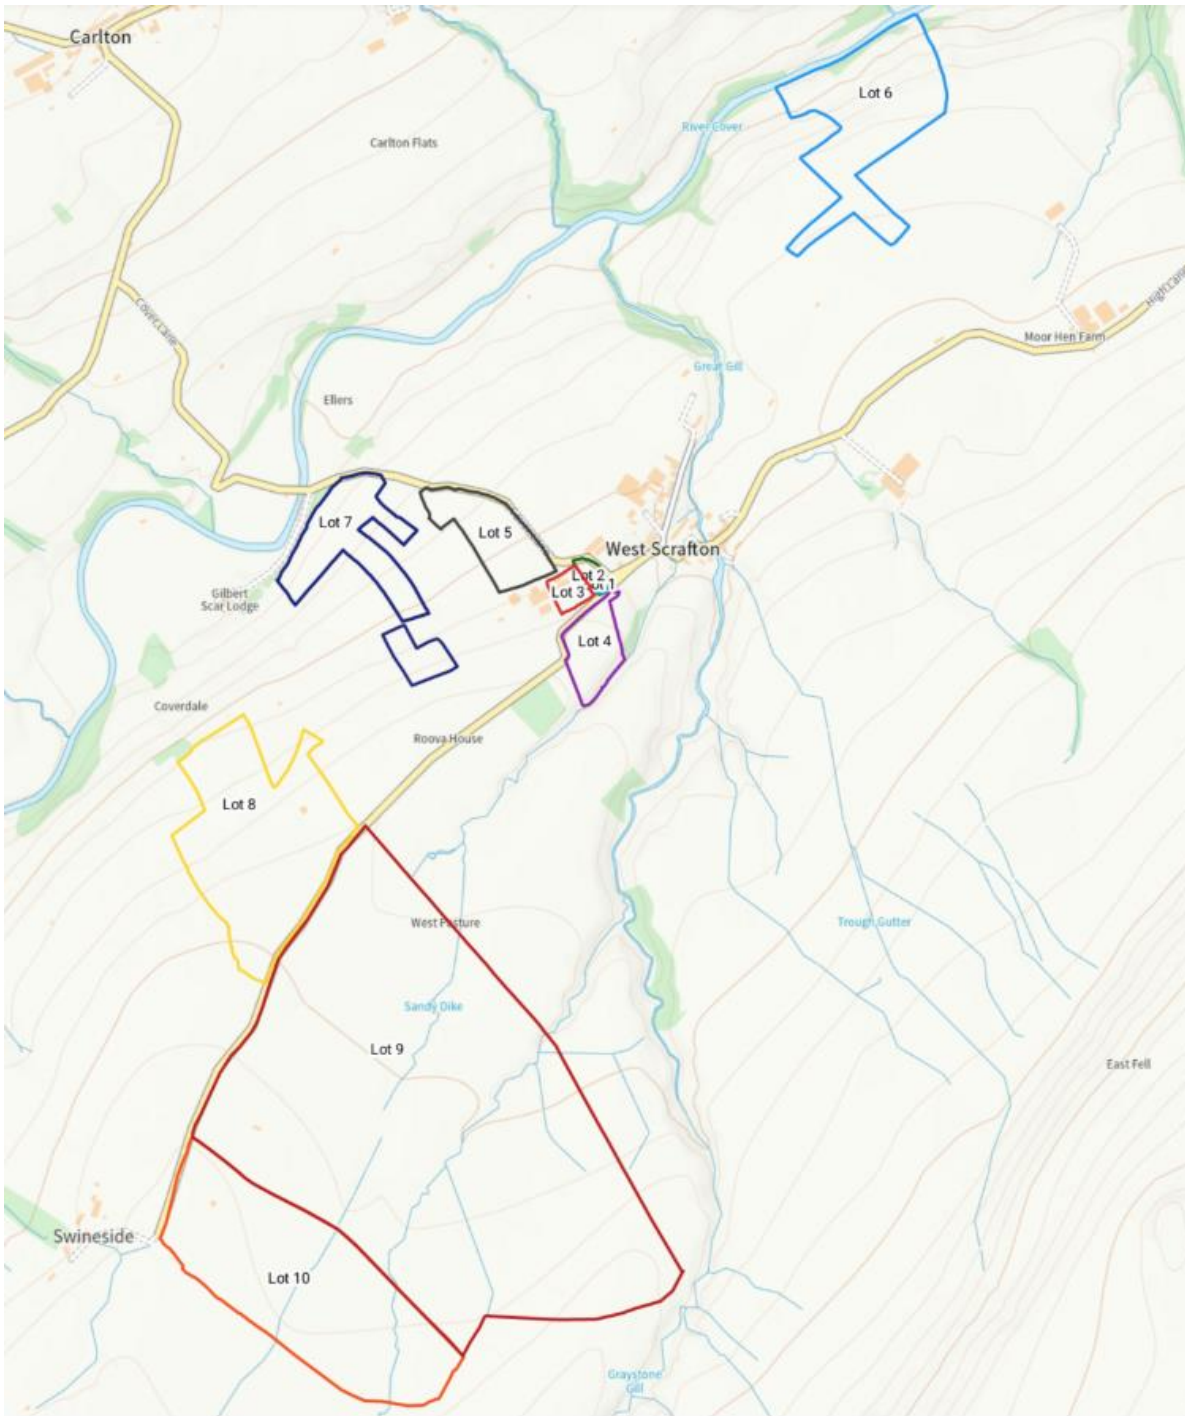 Carlton
Lot 6
River Cover
Carlton Flats
High Lane
Cover Lane
Moor Hen Farm
Great Gill
Ellers
Lot 7
Lot 5
West Scrafton
Lot 2
Lot 3
Gilbert
Scar Lodge
Lot 4
Coverdale
Roova House
Lot 8
West Pasture
Trough Gutter
Sandy Dike
Lot 9
East Fell
Swineside
Lot 10
Graystone
Gill